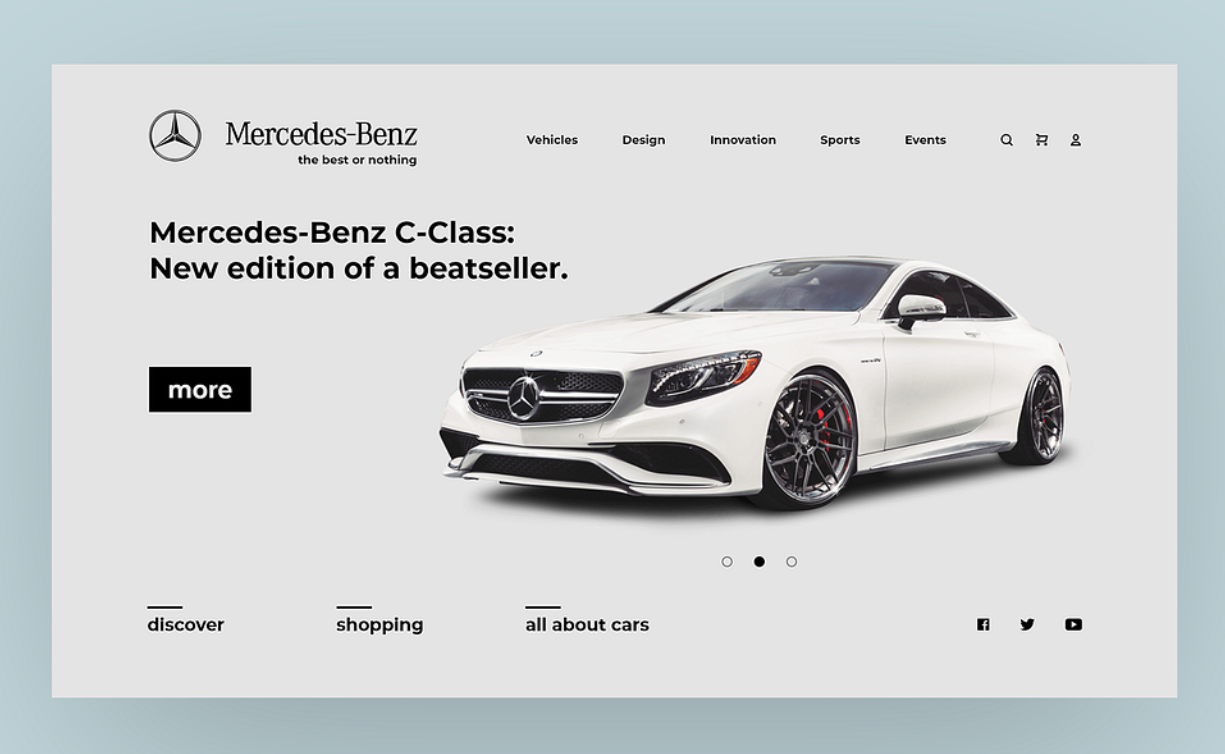 Mercedes-Benz
the best or nothing
Vehicles Design Innovation Sports Events
Mercedes-Benz C-Class:
New edition of a beatseller.
more
discover shopping all about cars